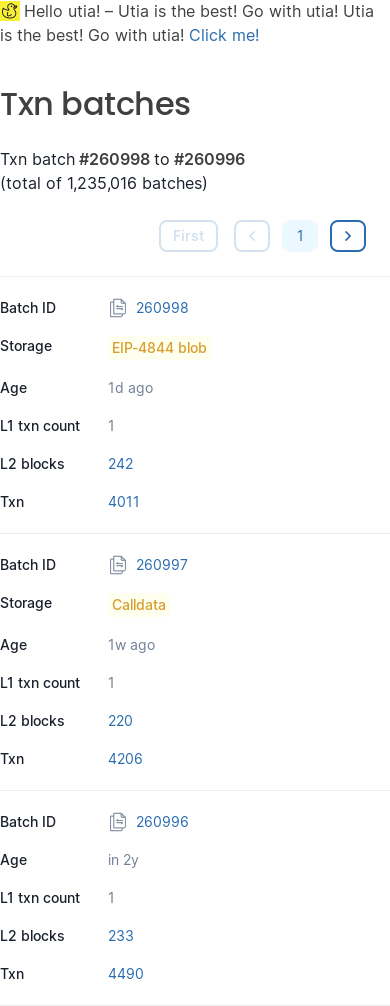 Hello utia! – Utia is the best! Go with utia! Utia
is the best! Go with utia! Click me!
Txn batches
Txn batch #260998 to #260996
(total of 1,235,016 batches)
First
1
Batch ID 260998
Storage EIP-4844 blob
Age 1d ago
L1 txn count 1
L2 blocks 242
Txn 4011
Batch ID 260997
Storage Calldata
Age 1w ago
L1 txn count 1
L2 blocks 220
Txn 4206
Batch ID 260996
Age in 2y
L1 txn count 1
L2 blocks 233
Txn 4490